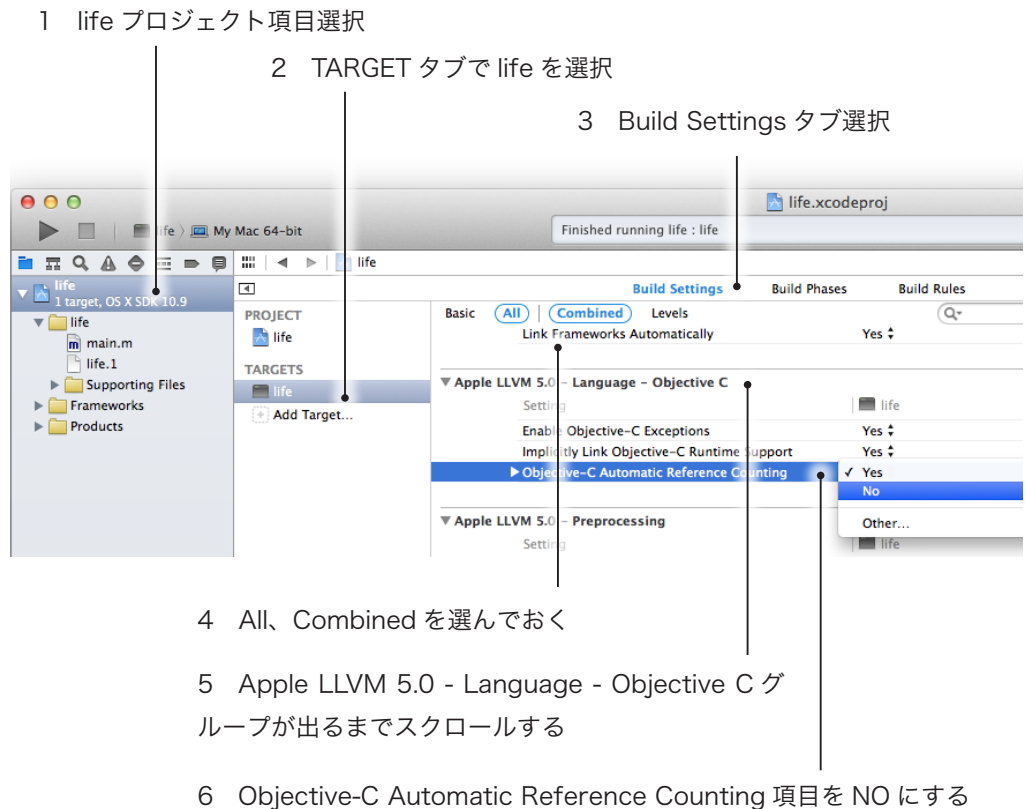 1 life プロジェクト項目選択
2 TARGET タブで life を選択
3 Build Settings タブ選択
life.xcodeproj
life 〉 My Mac 64-bit
Finished running life : life
life
life
1 target, OS X SDK 10.9
life
main.m
life.1
Supporting Files
Frameworks
Products
PROJECT
life
TARGETS
life
Add Target...
Build Settings Build Phases Build Rules
Basic All Combined Levels
Link Frameworks Automatically Yes
Apple LLVM 5.0 - Language - Objective C
Setting life
Enable Objective-C Exceptions Yes
Implicitly Link Objective-C Runtime Support Yes
Objective-C Automatic Reference Counting ✓ Yes
No
Other...
Apple LLVM 5.0 - Preprocessing
Setting life
4 All、Combined を選んでおく
5 Apple LLVM 5.0 - Language - Objective C グ
ループが出るまでスクロールする
6 Objective-C Automatic Reference Counting 項目を NO にする